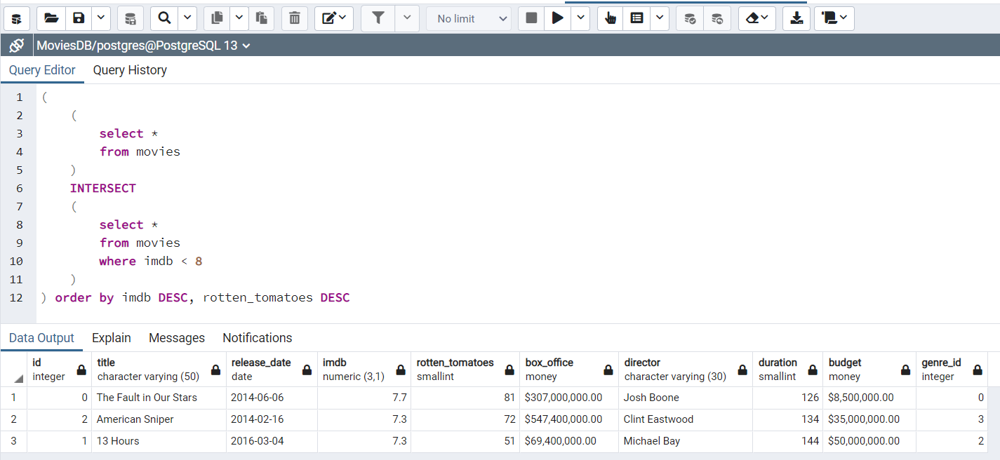 No limit
MoviesDB/postgres@PostgreSQL 13
Query Editor Query History
1 (
2 (
3 select *
4 from movies
5 )
6 INTERSECT
7 (
8 select *
9 from movies
10 where imdb < 8
11 )
12 ) order by imdb DESC, rotten_tomatoes DESC
Data Output Explain Messages Notifications
id title release_date imdb rotten_tomatoes box_office director duration budget genre_id
integer character varying (50) date numeric (3,1) smallint money character varying (30) smallint money integer
1 0 The Fault in Our Stars 2014-06-06 7.7 81 $307,000,000.00 Josh Boone 126 $8,500,000.00 0
2 2 American Sniper 2014-02-16 7.3 72 $547,400,000.00 Clint Eastwood 134 $35,000,000.00 3
3 1 13 Hours 2016-03-04 7.3 51 $69,400,000.00 Michael Bay 144 $50,000,000.00 2